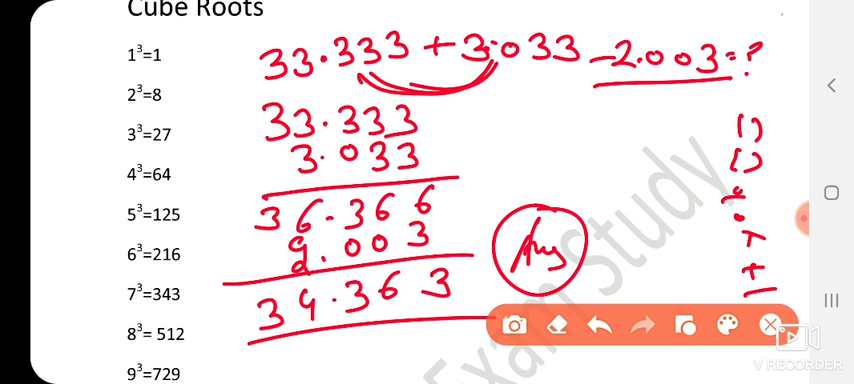 Cube Roots
1³=1
2³=8
3³=27
4³=64
5³=125
6³=216
7³=343
8³= 512
9³=729
33.333 + 3.033 - 2.003 = ?
33.333
3.033
36.366
2.003
34.363
Ans
Exam Study
V RECORDER